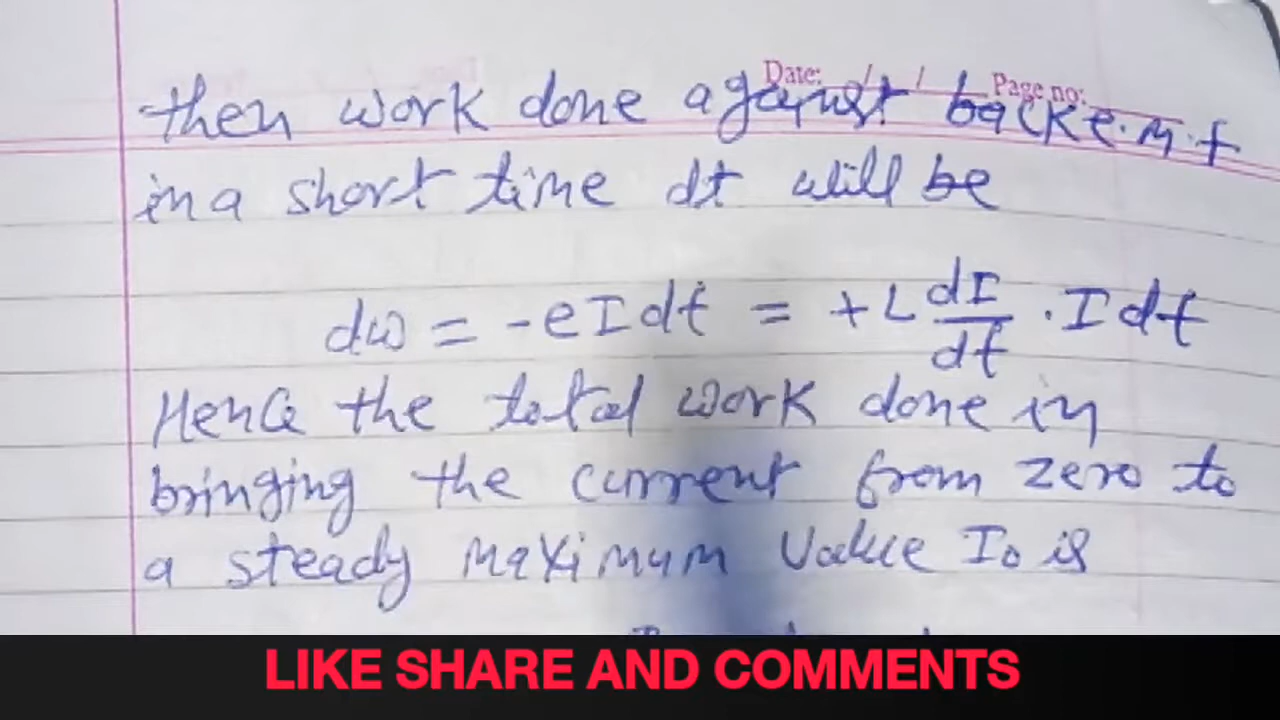 Date: / / Page no:
then work done against back e.m.f
in a short time dt will be
dw = -eIdt = +L dI/dt . I dt
Hence the total work done in
bringing the current from zero to
a steady maximum value I₀ is
LIKE SHARE AND COMMENTS